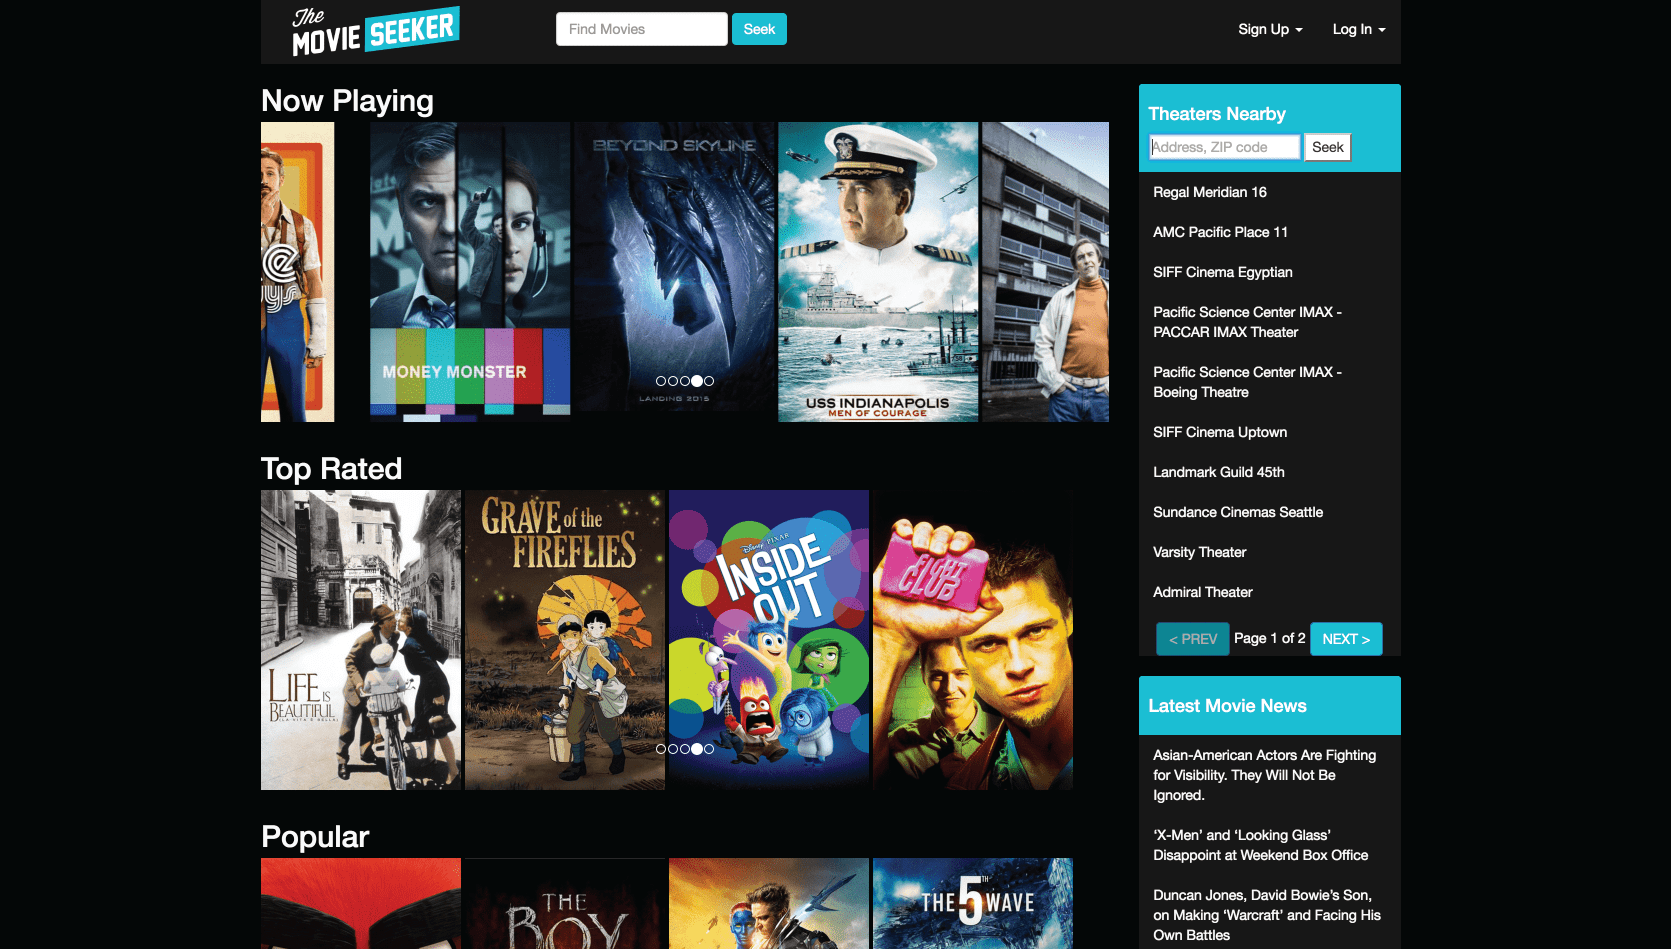 The
MOVIE SEEKER
Find Movies
Seek
Sign Up
Log In
Now Playing
MONEY MONSTER
BEYOND SKYLINE
LANDING 2015
USS INDIANAPOLIS
MEN OF COURAGE
Top Rated
LIFE IS
BEAUTIFUL
(LA VITA È BELLA)
GRAVE of the
FIREFLIES
DISNEY PIXAR
INSIDE
OUT
FIGHT
CLUB
Popular
THE
BOY
THE 5TH WAVE
Theaters Nearby
Address, ZIP code
Seek
Regal Meridian 16
AMC Pacific Place 11
SIFF Cinema Egyptian
Pacific Science Center IMAX -
PACCAR IMAX Theater
Pacific Science Center IMAX -
Boeing Theatre
SIFF Cinema Uptown
Landmark Guild 45th
Sundance Cinemas Seattle
Varsity Theater
Admiral Theater
< PREV
Page 1 of 2
NEXT >
Latest Movie News
Asian-American Actors Are Fighting
for Visibility. They Will Not Be
Ignored.
‘X-Men’ and ‘Looking Glass’
Disappoint at Weekend Box Office
Duncan Jones, David Bowie’s Son,
on Making ‘Warcraft’ and Facing His
Own Battles